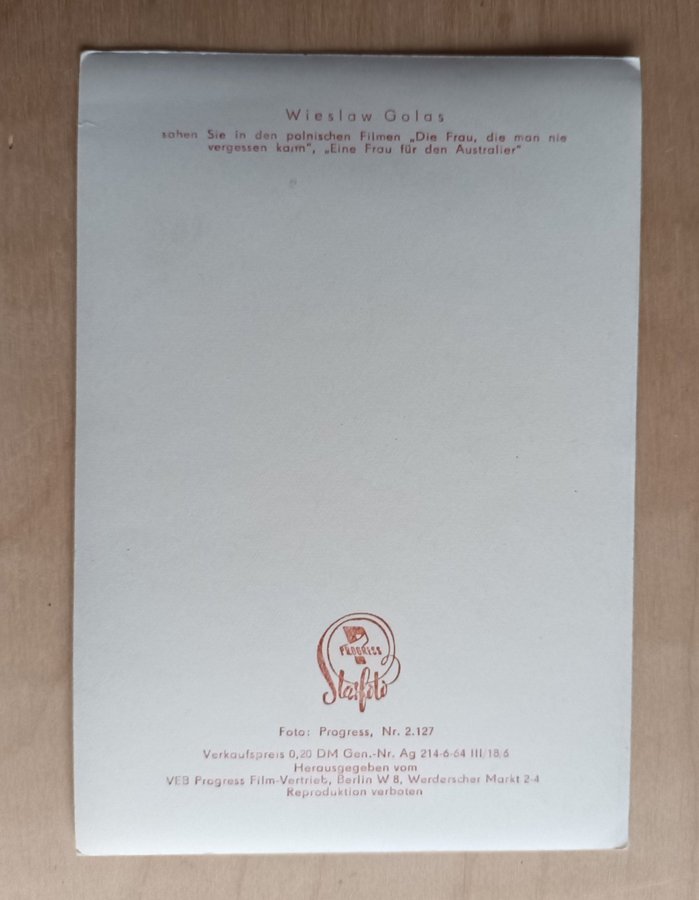 Wieslaw Golas
sahen Sie in den polnischen Filmen „Die Frau, die man nie
vergessen kann“, „Eine Frau für den Australier“
PROGRESS
Starfoto
Foto: Progress, Nr. 2.127
Verkaufspreis 0,20 DM Gen.-Nr. Ag 214-6-64 III/18/6
Herausgegeben vom
VEB Progress Film-Vertrieb, Berlin W 8, Werderscher Markt 2-4
Reproduktion verboten